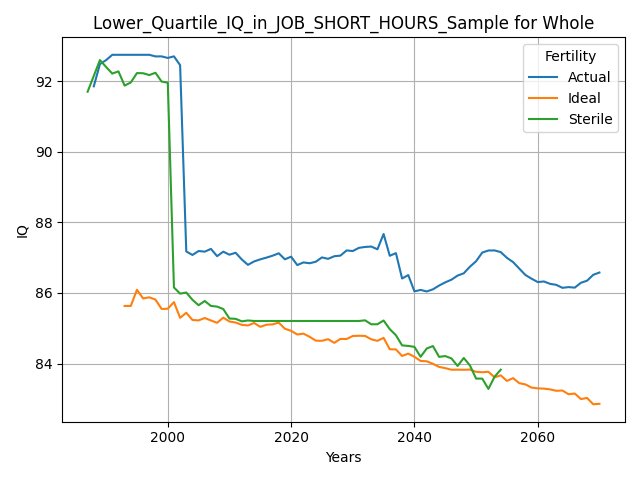 Lower_Quartile_IQ_in_JOB_SHORT_HOURS_Sample for Whole
Fertility
Actual
Ideal
Sterile
92
90
88
86
84
IQ
2000
2020
2040
2060
Years